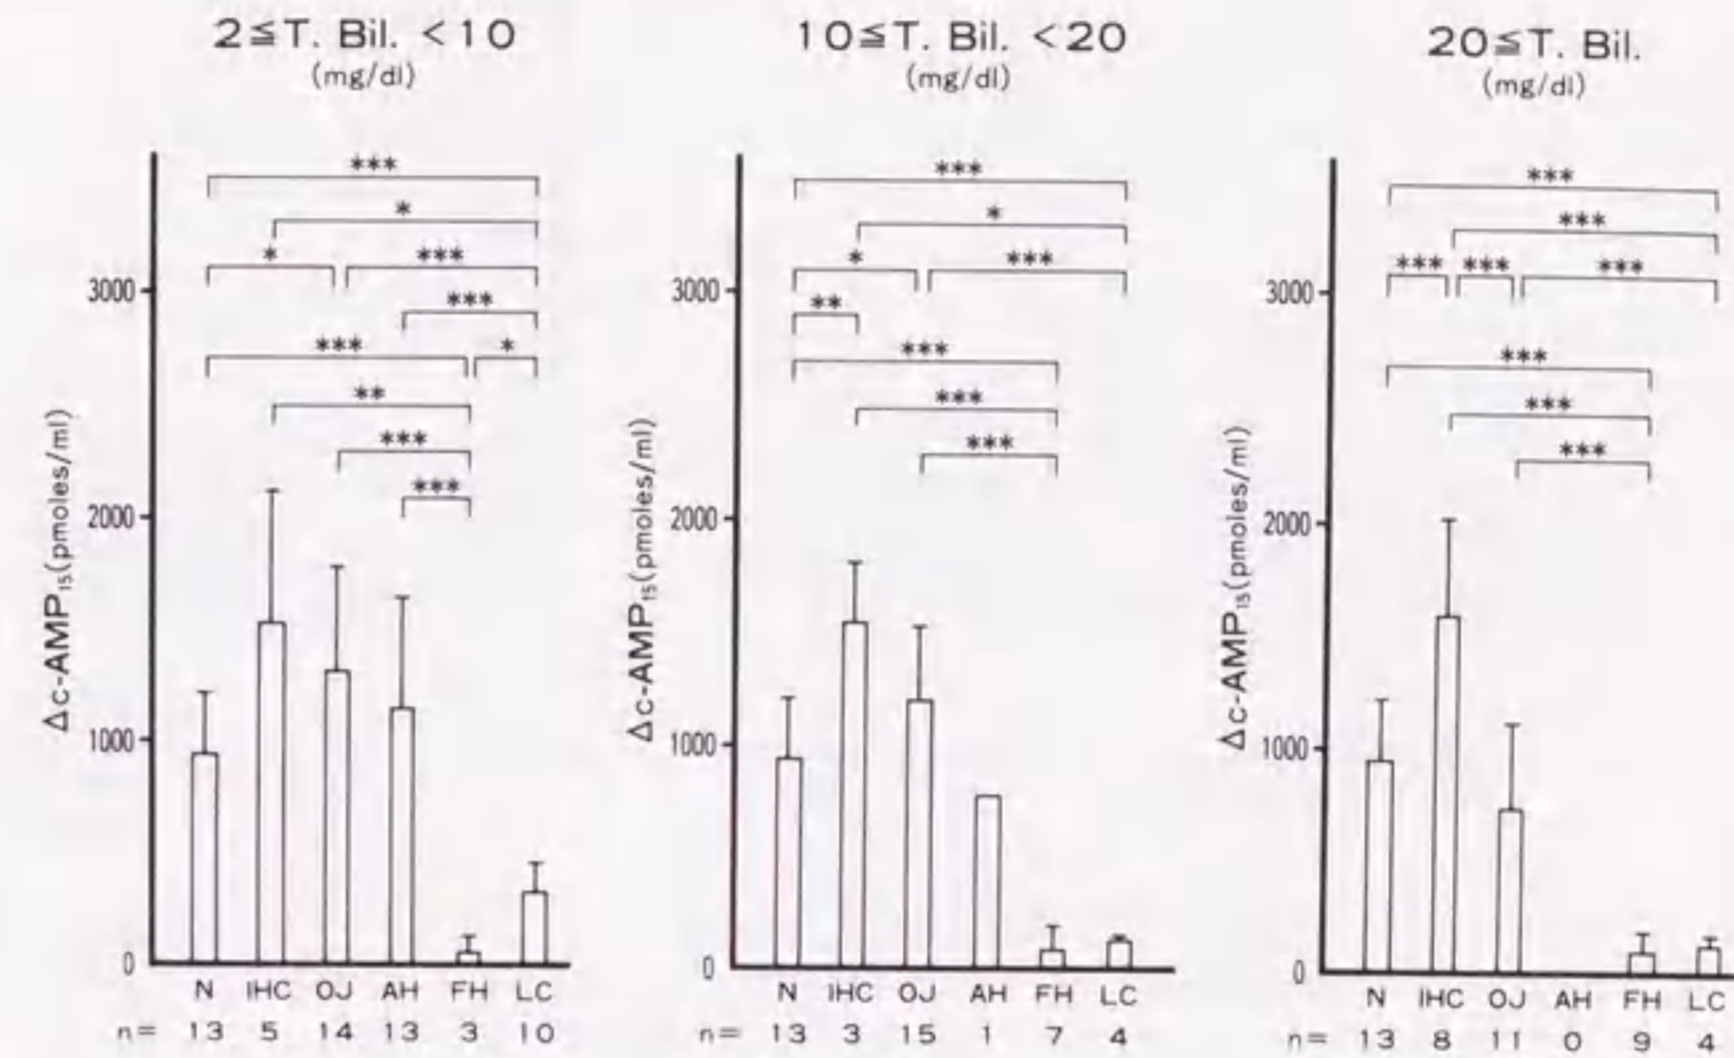 2≦T. Bil. <10
(mg/dl)
***
*
*
***
***
***
*
**
***
***
3000
2000
1000
0
Δc-AMP₁₅(pmoles/ml)
N IHC OJ AH FH LC
n= 13 5 14 13 3 10
10≦T. Bil. <20
(mg/dl)
***
*
*
***
**
***
***
***
3000
2000
1000
0
Δc-AMP₁₅(pmoles/ml)
N IHC OJ AH FH LC
n= 13 3 15 1 7 4
20≦T. Bil.
(mg/dl)
***
***
***
***
***
***
***
***
3000
2000
1000
0
Δc-AMP₁₅(pmoles/ml)
N IHC OJ AH FH LC
n= 13 8 11 0 9 4